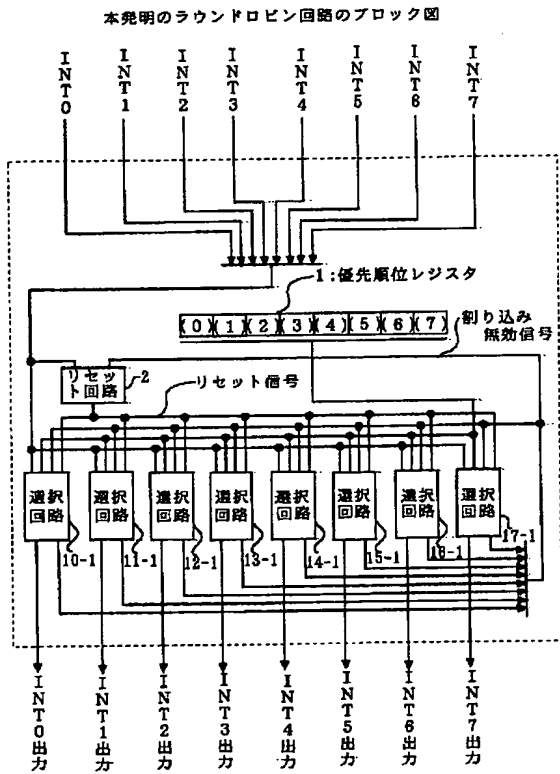 本発明のラウンドロビン回路のブロック図
INT0
INT1
INT2
INT3
INT4
INT5
INT6
INT7
1:優先順位レジスタ
(0)(1)(2)(3)(4)(5)(6)(7)
割り込み
無効信号
リセッ
ト回路
2
リセット信号
選択
回路
選択
回路
選択
回路
選択
回路
選択
回路
選択
回路
選択
回路
選択
回路
10-1
11-1
12-1
13-1
14-1
15-1
16-1
17-1
INT0出力
INT1出力
INT2出力
INT3出力
INT4出力
INT5出力
INT6出力
INT7出力